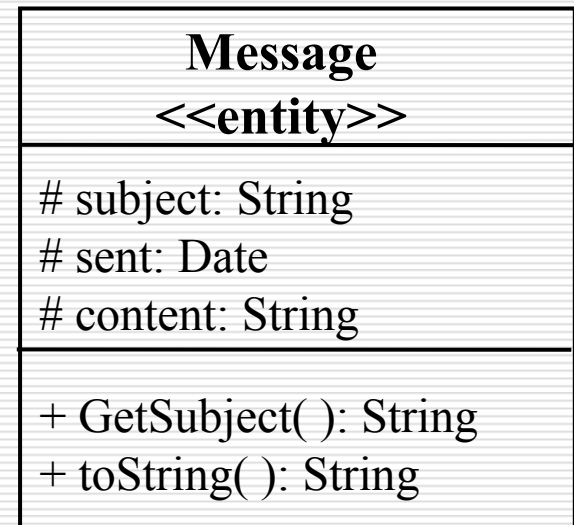 Message
<<entity>>
# subject: String
# sent: Date
# content: String
+ GetSubject( ): String
+ toString( ): String